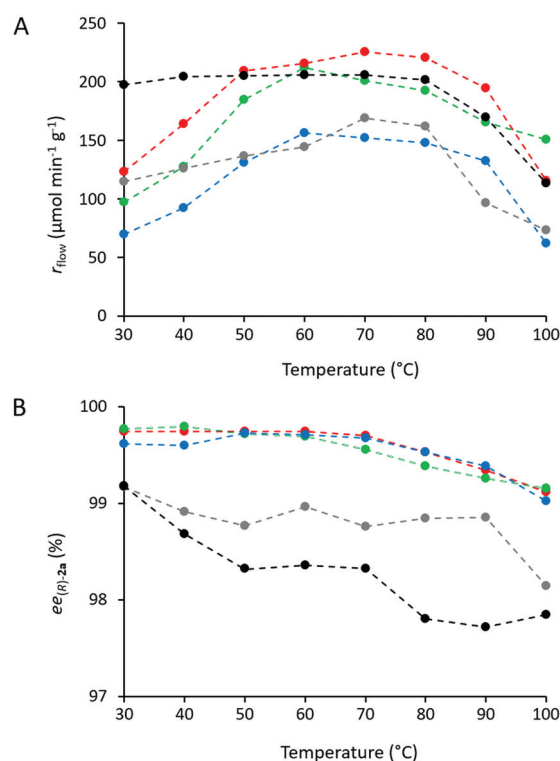 A
250
200
150
100
50
0
r_flow (µmol min⁻¹ g⁻¹)
30 40 50 60 70 80 90 100
Temperature (°C)
B
100
99
98
97
ee_(R)-2a (%)
30 40 50 60 70 80 90 100
Temperature (°C)